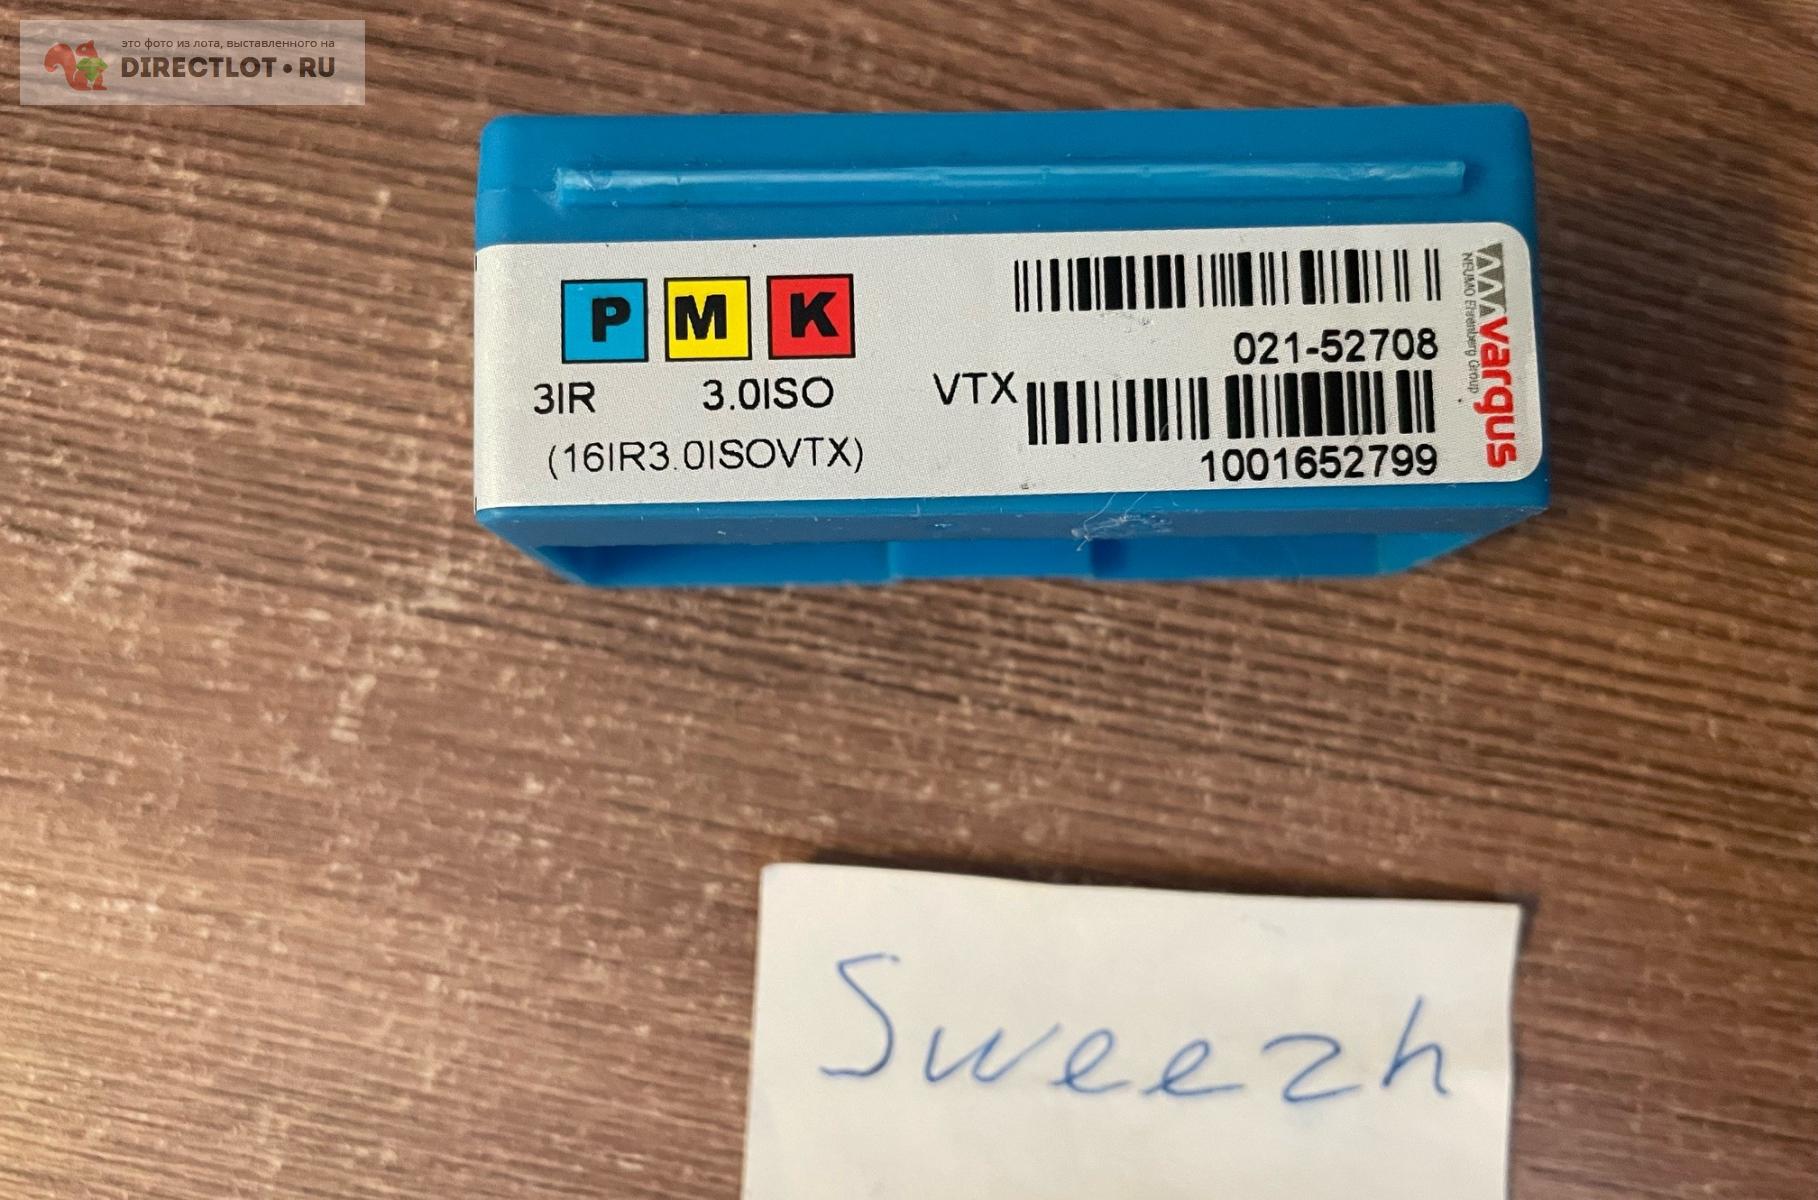 это фото из лота, выставленного на
DIRECTLOT.RU
P M K
021-52708
3IR 3.0ISO VTX
(16IR3.0ISOVTX)
1001652799
vargus
NEUMO Ehrenberg Group
Sweezh